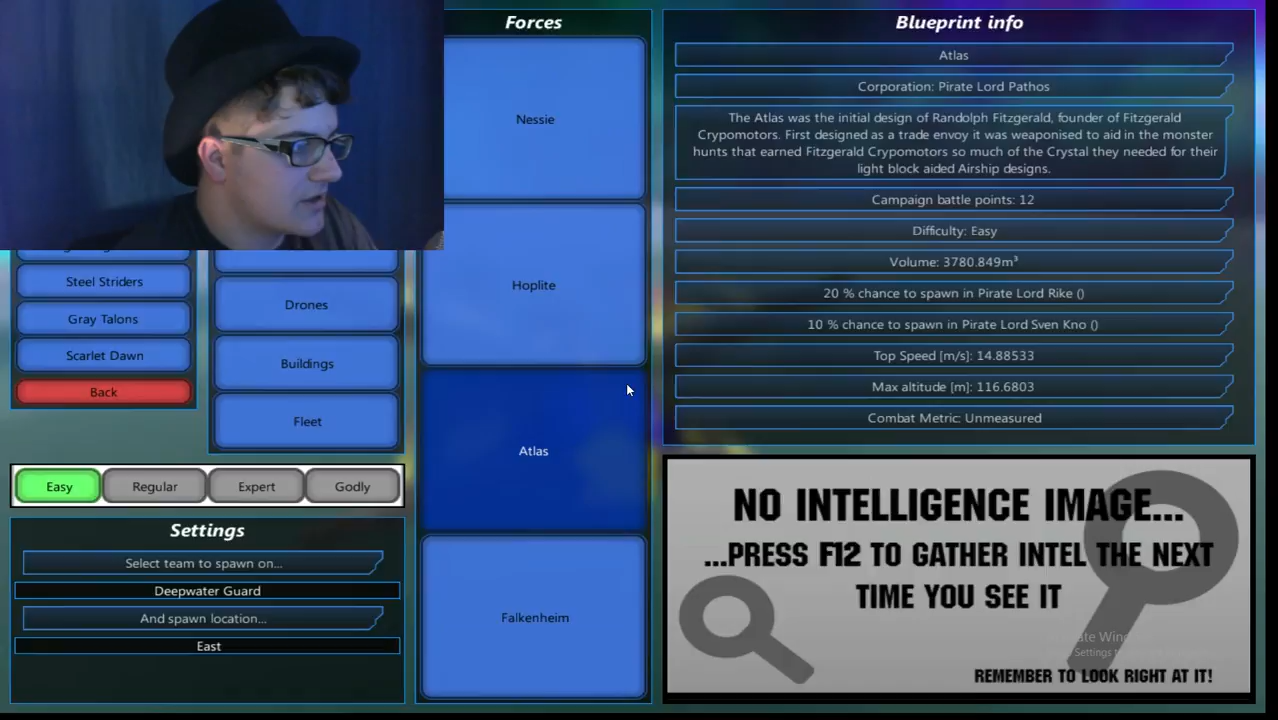 Forces
Nessie
Hoplite
Atlas
Falkenheim
Blueprint info
Atlas
Corporation: Pirate Lord Pathos
The Atlas was the initial design of Randolph Fitzgerald, founder of Fitzgerald
Crypomotors. First designed as a trade envoy it was weaponised to aid in the monster
hunts that earned Fitzgerald Crypomotors so much of the Crystal they needed for their
light block aided Airship designs.
Campaign battle points: 12
Difficulty: Easy
Volume: 3780.849m³
20 % chance to spawn in Pirate Lord Rike ()
10 % chance to spawn in Pirate Lord Sven Kno ()
Top Speed [m/s]: 14.88533
Max altitude [m]: 116.6803
Combat Metric: Unmeasured
Steel Striders
Gray Talons
Scarlet Dawn
Back
Drones
Buildings
Fleet
Easy Regular Expert Godly
Settings
Select team to spawn on...
Deepwater Guard
And spawn location...
East
NO INTELLIGENCE IMAGE...
...PRESS F12 TO GATHER INTEL THE NEXT
TIME YOU SEE IT
REMEMBER TO LOOK RIGHT AT IT!